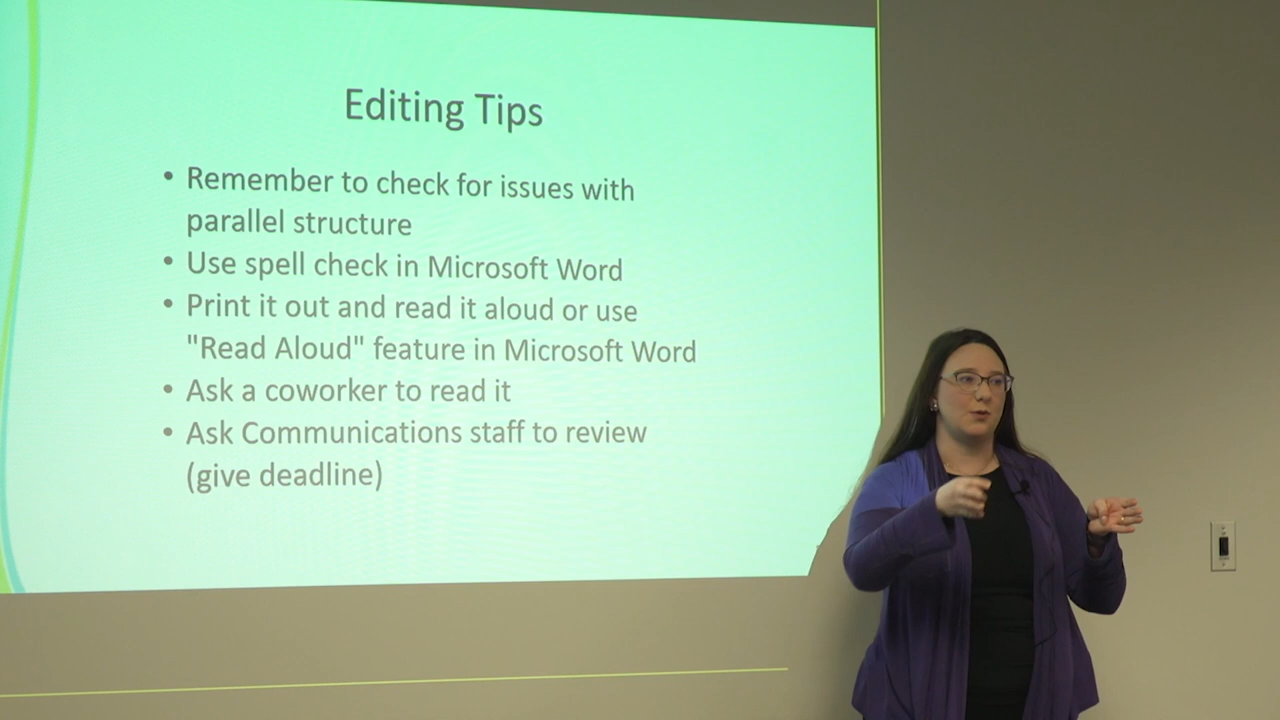 Editing Tips
• Remember to check for issues with
parallel structure
• Use spell check in Microsoft Word
• Print it out and read it aloud or use
"Read Aloud" feature in Microsoft Word
• Ask a coworker to read it
• Ask Communications staff to review
(give deadline)